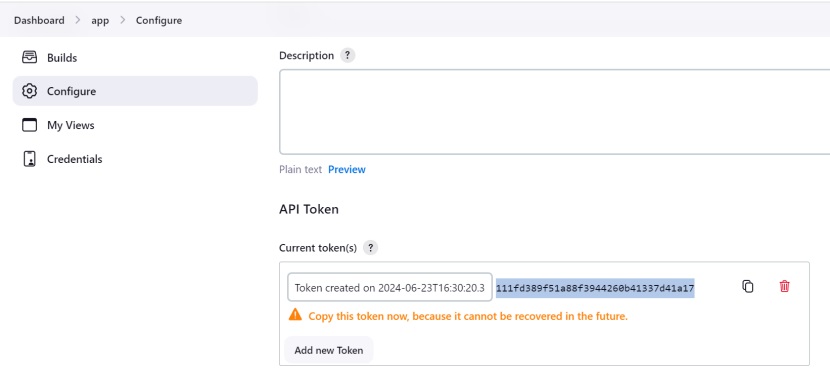 Dashboard > app > Configure
Builds
Configure
My Views
Credentials
Description ?
Plain text Preview
API Token
Current token(s) ?
Token created on 2024-06-23T16:30:20.3 111fd389f51a88f3944260b41337d41a17
Copy this token now, because it cannot be recovered in the future.
Add new Token